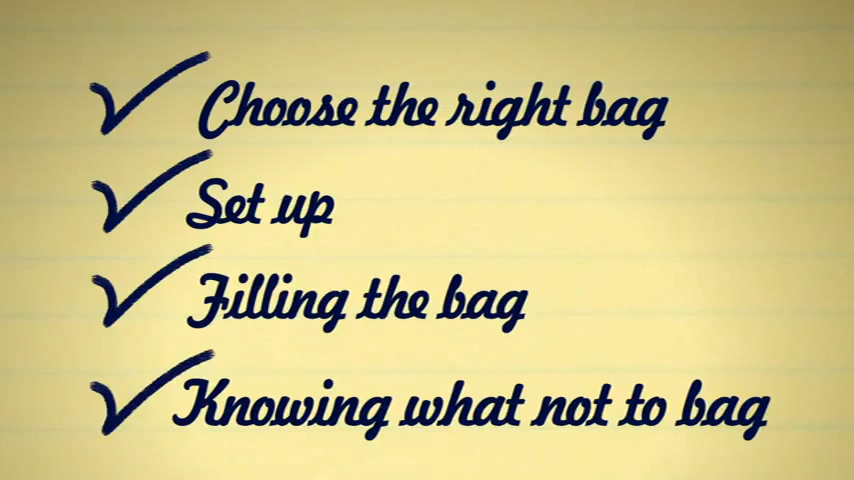 Choose the right bag
Set up
Filling the bag
Knowing what not to bag